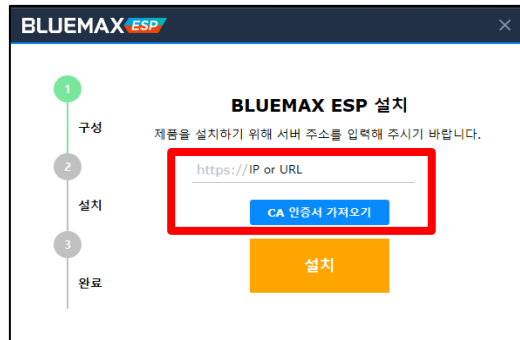 BLUEMAX ESP
1
구성
2
설치
3
완료
BLUEMAX ESP 설치
제품을 설치하기 위해 서버 주소를 입력해 주시기 바랍니다.
https://IP or URL
CA 인증서 가져오기
설치